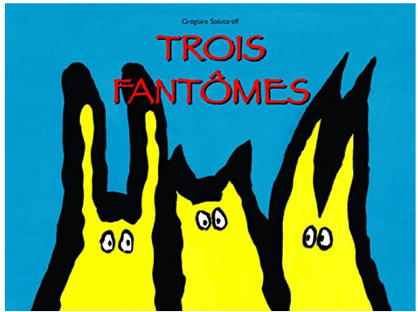 Grégoire Solotareff
TROIS
FANTÔMES